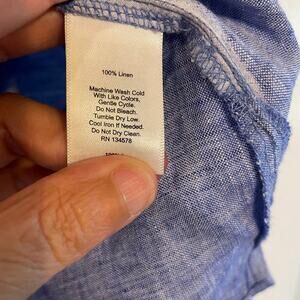 100% Linen
Machine Wash Cold
With Like Colors,
Gentle Cycle.
Do Not Bleach.
Tumble Dry Low.
Cool Iron If Needed.
Do Not Dry Clean.
RN 134578
100%